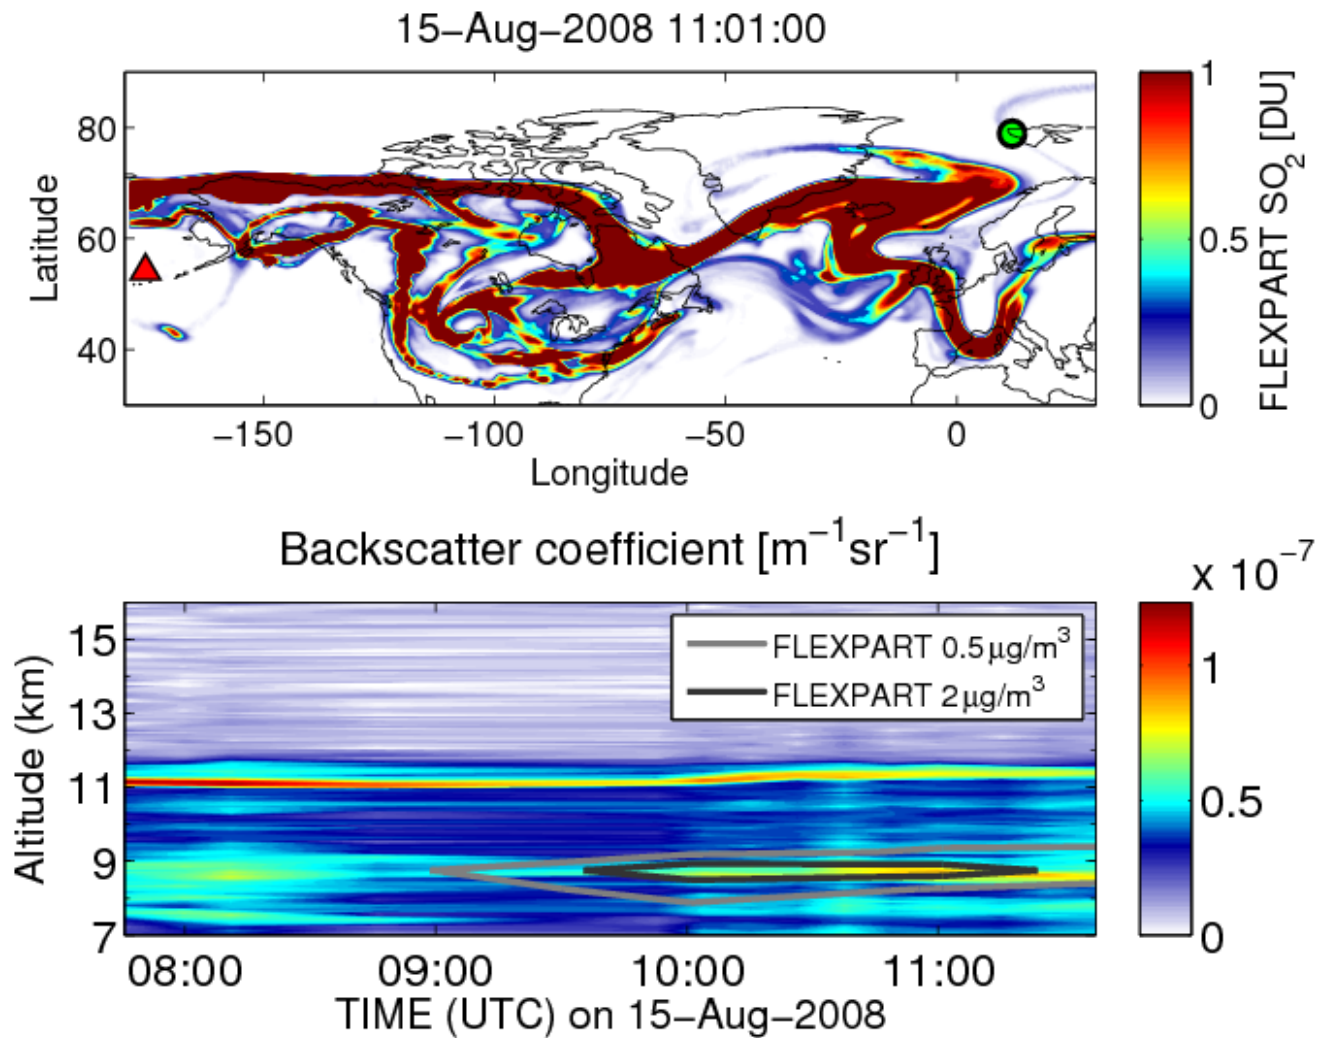 15−Aug−2008 11:01:00
80
60
40
Latitude
−150 −100 −50 0
Longitude
1
0.5
0
FLEXPART SO2 [DU]
Backscatter coefficient [m−1sr−1]
x 10−7
15
13
11
9
7
Altitude (km)
FLEXPART 0.5μg/m3
FLEXPART 2μg/m3
1
0.5
0
08:00 09:00 10:00 11:00
TIME (UTC) on 15−Aug−2008